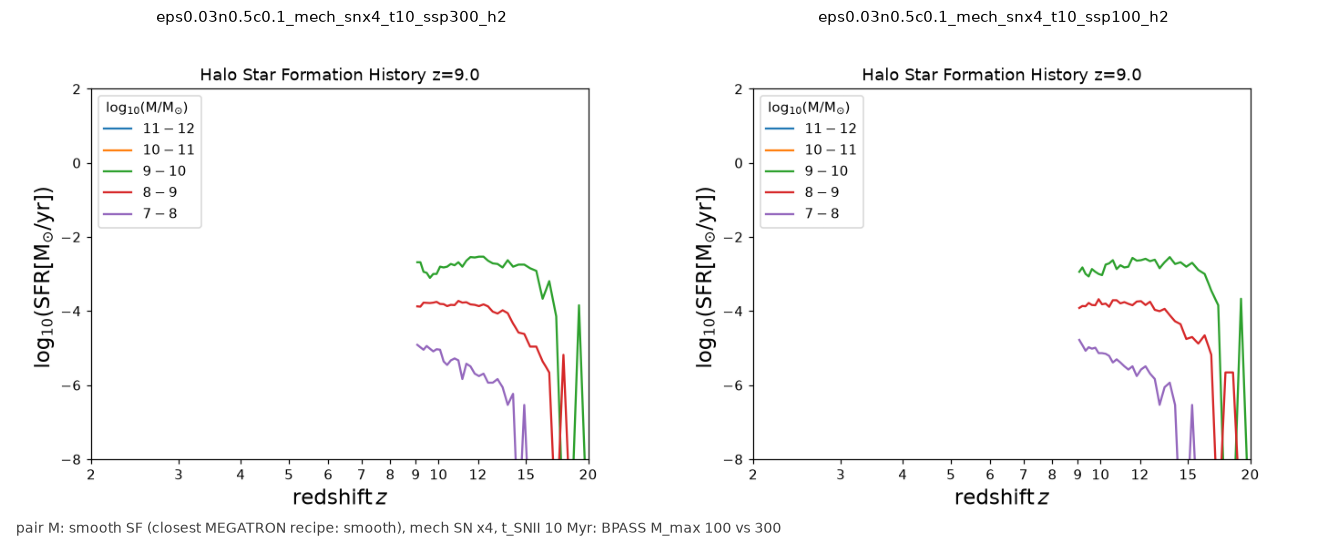 eps0.03n0.5c0.1_mech_snx4_t10_ssp300_h2
Halo Star Formation History z=9.0
log₁₀(SFR[M⊙/yr])
2
0
−2
−4
−6
−8
log₁₀(M/M⊙)
11 − 12
10 − 11
9 − 10
8 − 9
7 − 8
2 3 4 5 6 7 8 9 10 12 15 20
redshift z
eps0.03n0.5c0.1_mech_snx4_t10_ssp100_h2
Halo Star Formation History z=9.0
log₁₀(SFR[M⊙/yr])
2
0
−2
−4
−6
−8
log₁₀(M/M⊙)
11 − 12
10 − 11
9 − 10
8 − 9
7 − 8
2 3 4 5 6 7 8 9 10 12 15 20
redshift z
pair M: smooth SF (closest MEGATRON recipe: smooth), mech SN x4, t_SNII 10 Myr: BPASS M_max 100 vs 300